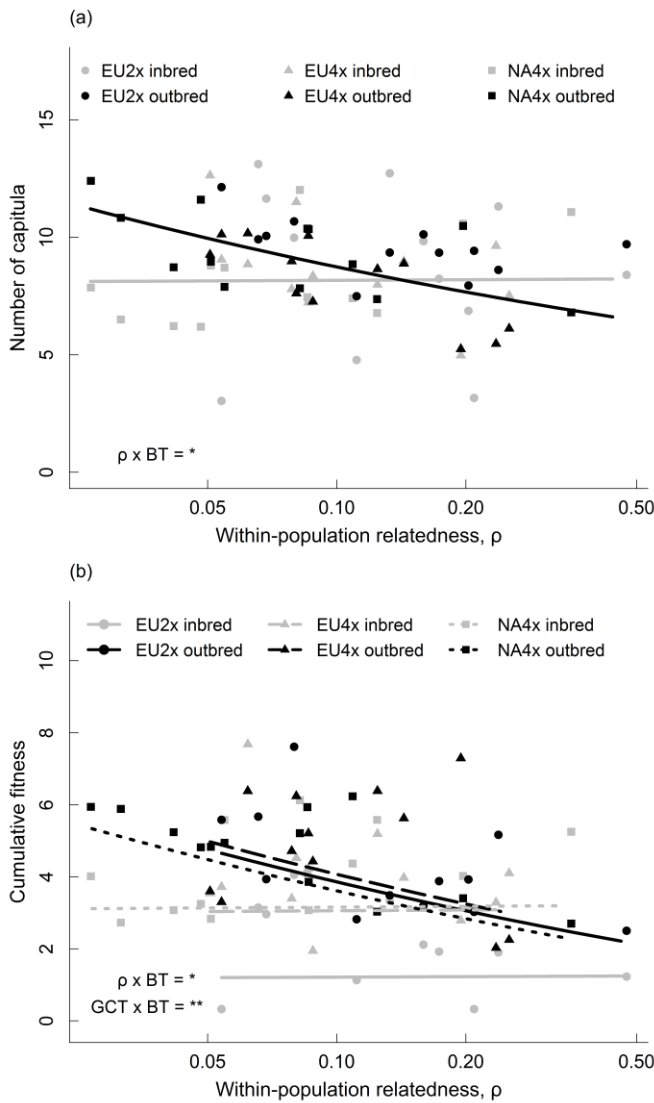 (a)
EU2x inbred EU4x inbred NA4x inbred
EU2x outbred EU4x outbred NA4x outbred
15
10
5
0
Number of capitula
ρ x BT = *
0.05 0.10 0.20 0.50
Within-population relatedness, ρ
(b)
EU2x inbred EU4x inbred NA4x inbred
EU2x outbred EU4x outbred NA4x outbred
10
8
6
4
2
0
Cumulative fitness
ρ x BT = *
GCT x BT = **
0.05 0.10 0.20 0.50
Within-population relatedness, ρ